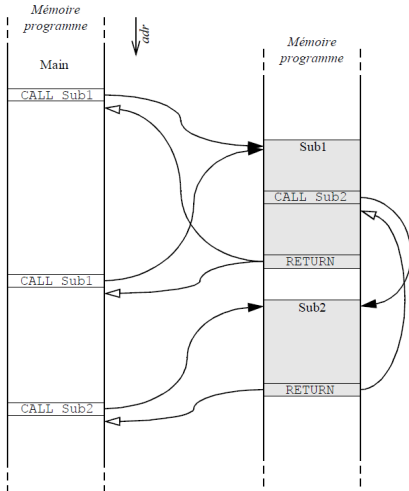 Mémoire
programme
adr
Main
CALL Sub1
CALL Sub1
CALL Sub2
Mémoire
programme
Sub1
CALL Sub2
RETURN
Sub2
RETURN